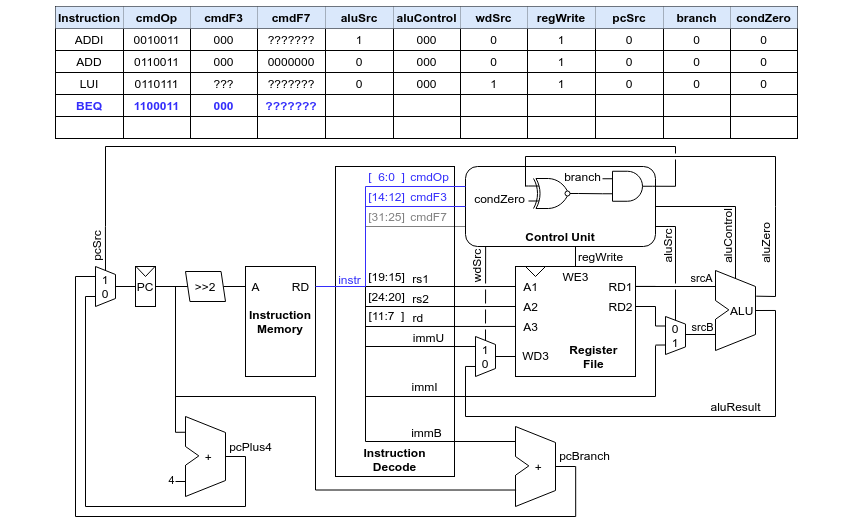 Instruction cmdOp cmdF3 cmdF7 aluSrc aluControl wdSrc regWrite pcSrc branch condZero
ADDI 0010011 000 ??????? 1 000 0 1 0 0 0
ADD 0110011 000 0000000 0 000 0 1 0 0 0
LUI 0110111 ??? ??????? 0 000 1 1 0 0 0
BEQ 1100011 000 ???????
[ 6:0 ] cmdOp
[14:12] cmdF3
[31:25] cmdF7
branch
condZero
Control Unit
pcSrc
wdSrc
regWrite
aluSrc
aluControl
aluZero
1
0
PC
>>2
A RD
Instruction
Memory
instr
[19:15] rs1
[24:20] rs2
[11:7 ] rd
immU
immI
immB
Instruction
Decode
1
0
WE3
A1 RD1
A2 RD2
A3
WD3
Register
File
srcA
0
1
srcB
ALU
aluResult
pcPlus4
+
4
pcBranch
+